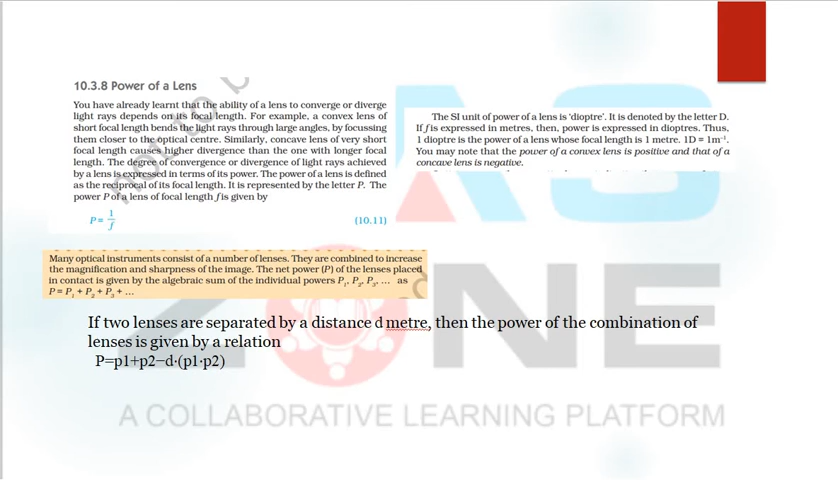 10.3.8 Power of a Lens
You have already learnt that the ability of a lens to converge or diverge
light rays depends on its focal length. For example, a convex lens of
short focal length bends the light rays through large angles, by focussing
them closer to the optical centre. Similarly, concave lens of very short
focal length causes higher divergence than the one with longer focal
length. The degree of convergence or divergence of light rays achieved
by a lens is expressed in terms of its power. The power of a lens is defined
as the reciprocal of its focal length. It is represented by the letter P. The
power P of a lens of focal length f is given by
P = 1/f (10.11)
The SI unit of power of a lens is 'dioptre'. It is denoted by the letter D.
If f is expressed in metres, then, power is expressed in dioptres. Thus,
1 dioptre is the power of a lens whose focal length is 1 metre. 1D = 1m⁻¹.
You may note that the power of a convex lens is positive and that of a
concave lens is negative.
Many optical instruments consist of a number of lenses. They are combined to increase
the magnification and sharpness of the image. The net power (P) of the lenses placed
in contact is given by the algebraic sum of the individual powers P₁, P₂, P₃, … as
P = P₁ + P₂ + P₃ + …
If two lenses are separated by a distance d metre, then the power of the combination of
lenses is given by a relation
P=p1+p2−d·(p1·p2)
AS
ZONE
A COLLABORATIVE LEARNING PLATFORM